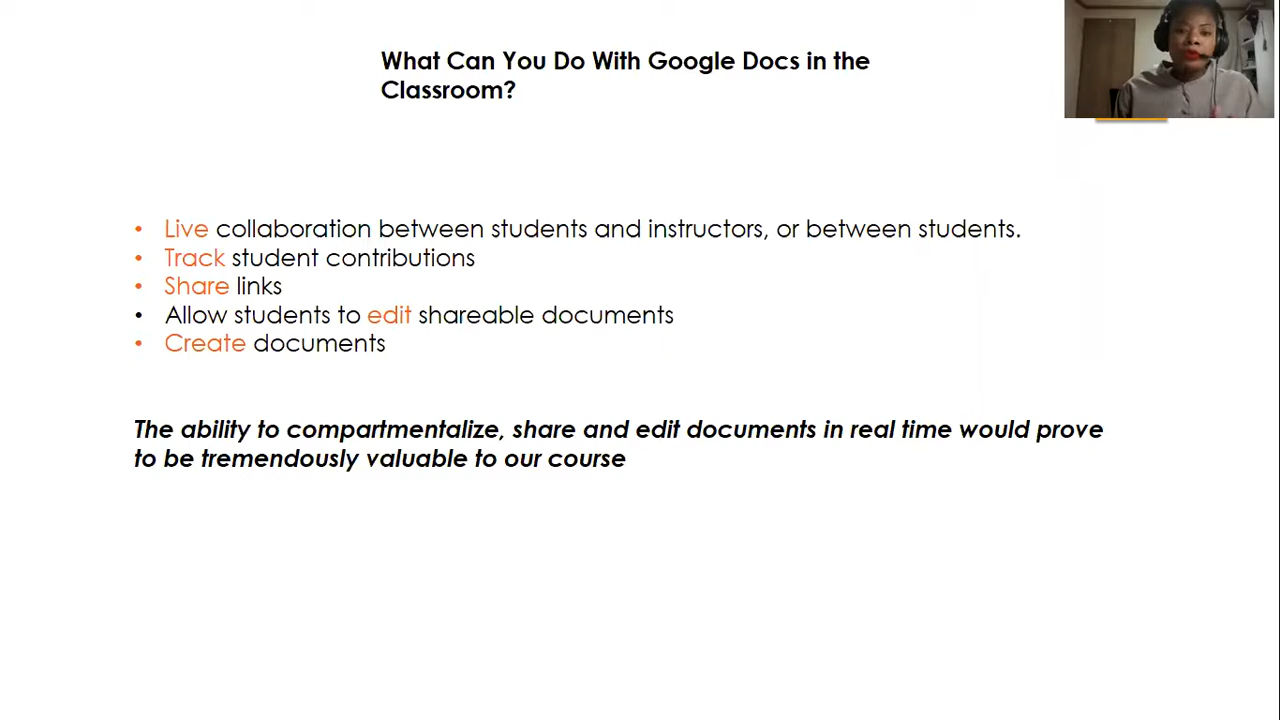 What Can You Do With Google Docs in the
Classroom?
• Live collaboration between students and instructors, or between students.
• Track student contributions
• Share links
• Allow students to edit shareable documents
• Create documents
The ability to compartmentalize, share and edit documents in real time would prove
to be tremendously valuable to our course